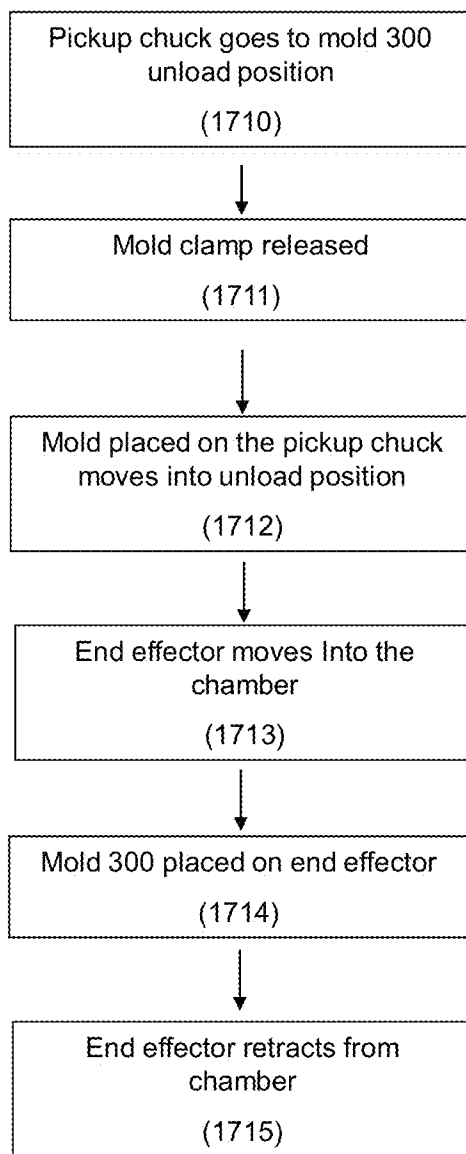 Pickup chuck goes to mold 300
unload position
(1710)
Mold clamp released
(1711)
Mold placed on the pickup chuck
moves into unload position
(1712)
End effector moves Into the
chamber
(1713)
Mold 300 placed on end effector
(1714)
End effector retracts from
chamber
(1715)